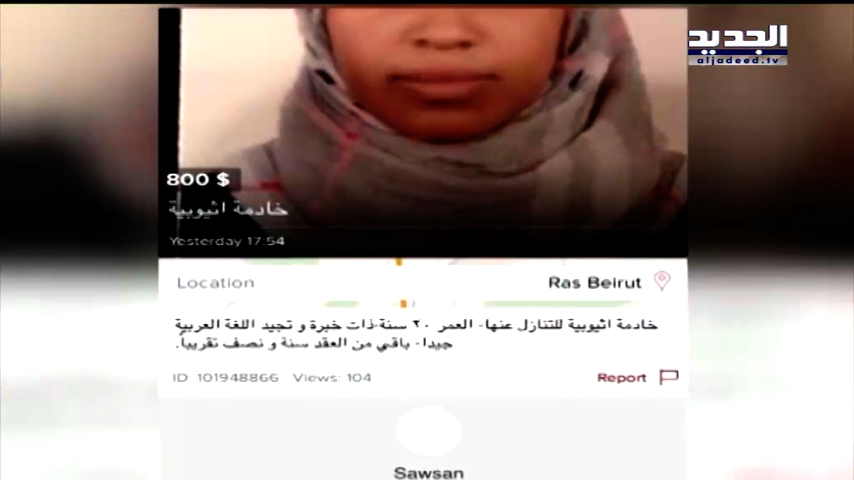 الجديد
aljadeed.tv
800 $
خادمة اثيوبية
Yesterday 17:54
Location Ras Beirut
خادمة اثيوبية للتنازل عنها- العمر ٢٠ سنة-ذات خبرة و تجيد اللغة العربية
جيدا- باقي من العقد سنة و نصف تقريباً.
ID: 101948866 Views: 104 Report
Sawsan